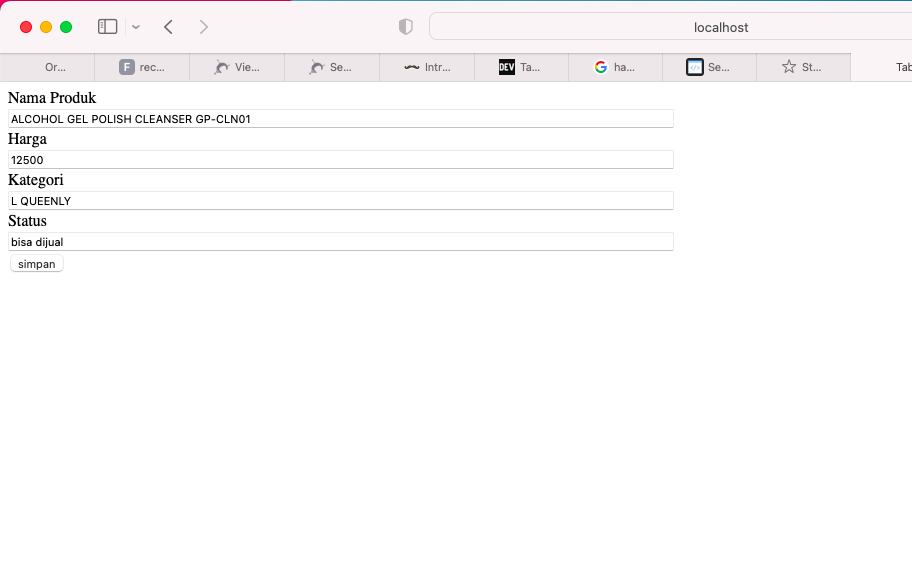 localhost
Or...
F rec...
Vie...
Se...
Intr...
DEV Ta...
G ha...
Se...
St...
Tab
Nama Produk
ALCOHOL GEL POLISH CLEANSER GP-CLN01
Harga
12500
Kategori
L QUEENLY
Status
bisa dijual
simpan